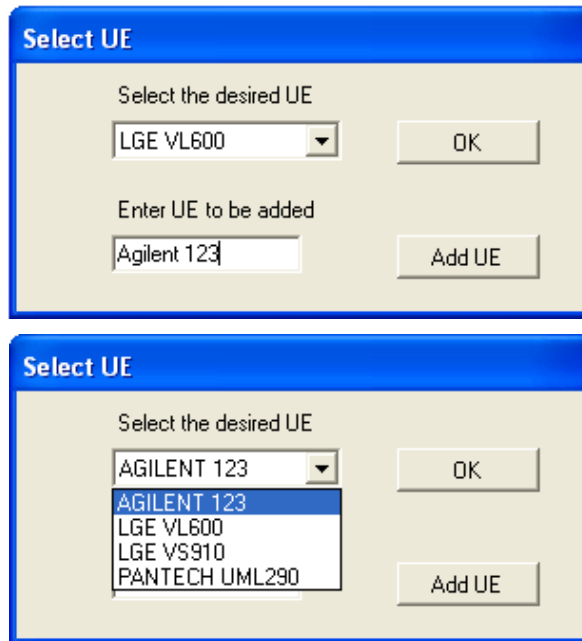 Select UE
Select the desired UE
LGE VL600
OK
Enter UE to be added
Agilent 123
Add UE
Select UE
Select the desired UE
AGILENT 123
OK
AGILENT 123
LGE VL600
LGE VS910
PANTECH UML290
Add UE